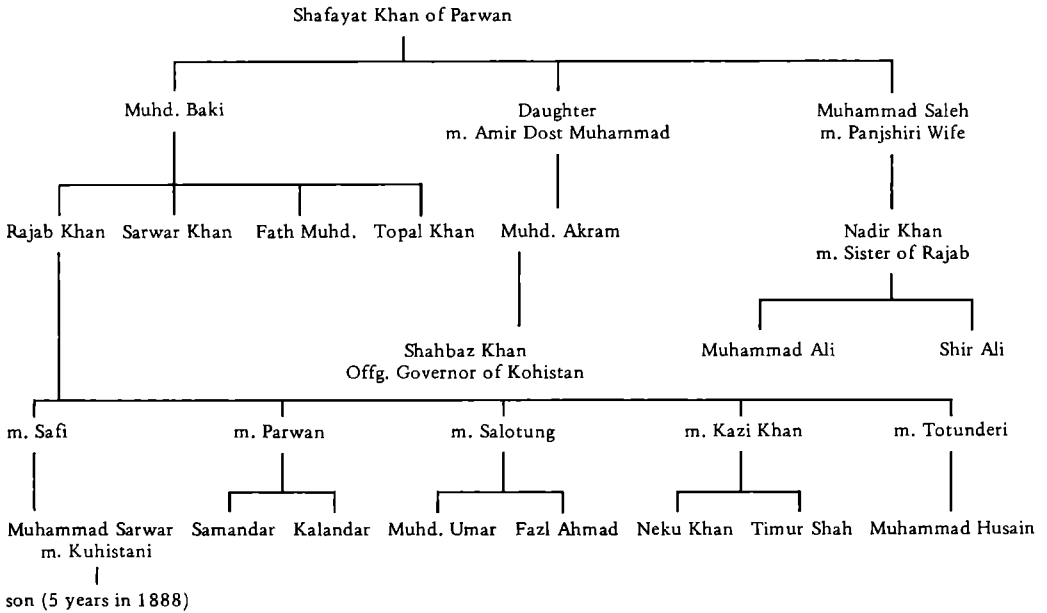 Shafayat Khan of Parwan
Muhd. Baki
Daughter
m. Amir Dost Muhammad
Muhammad Saleh
m. Panjshiri Wife
Rajab Khan
Sarwar Khan
Fath Muhd.
Topal Khan
Muhd. Akram
Nadir Khan
m. Sister of Rajab
Shahbaz Khan
Offg. Governor of Kohistan
Muhammad Ali
Shir Ali
m. Safi
m. Parwan
m. Salotung
m. Kazi Khan
m. Totunderi
Muhammad Sarwar
m. Kuhistani
Samandar
Kalandar
Muhd. Umar
Fazl Ahmad
Neku Khan
Timur Shah
Muhammad Husain
son (5 years in 1888)